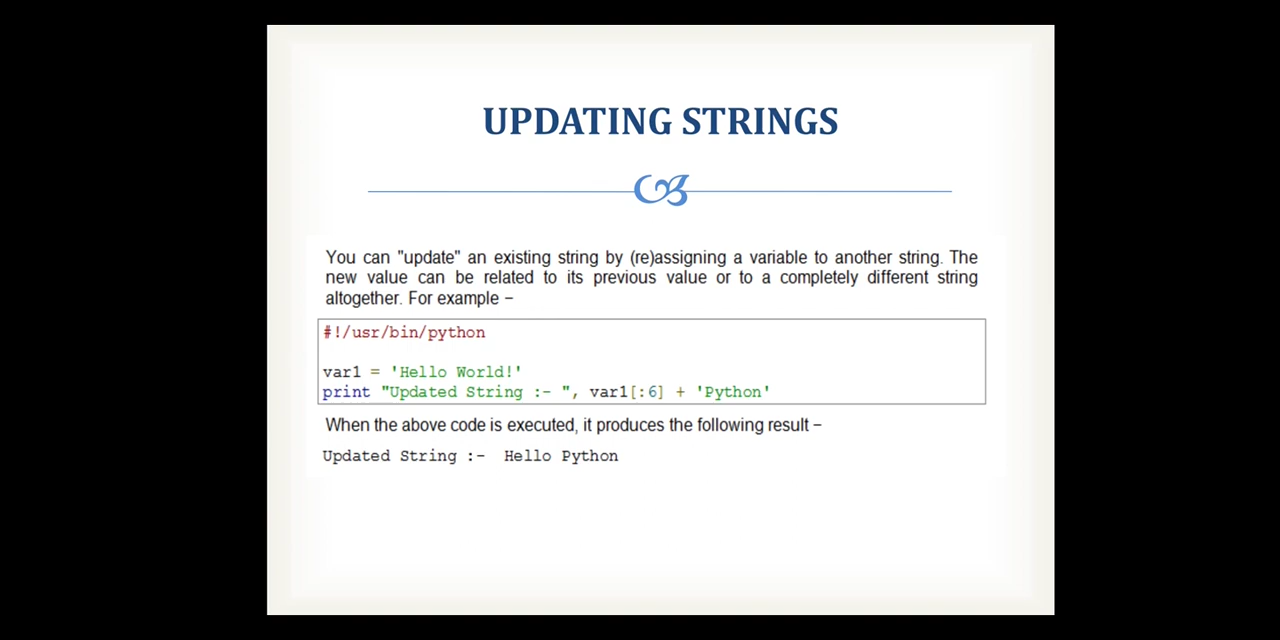 UPDATING STRINGS
You can "update" an existing string by (re)assigning a variable to another string. The
new value can be related to its previous value or to a completely different string
altogether. For example −
#!/usr/bin/python
var1 = 'Hello World!'
print "Updated String :- ", var1[:6] + 'Python'
When the above code is executed, it produces the following result −
Updated String :-  Hello Python